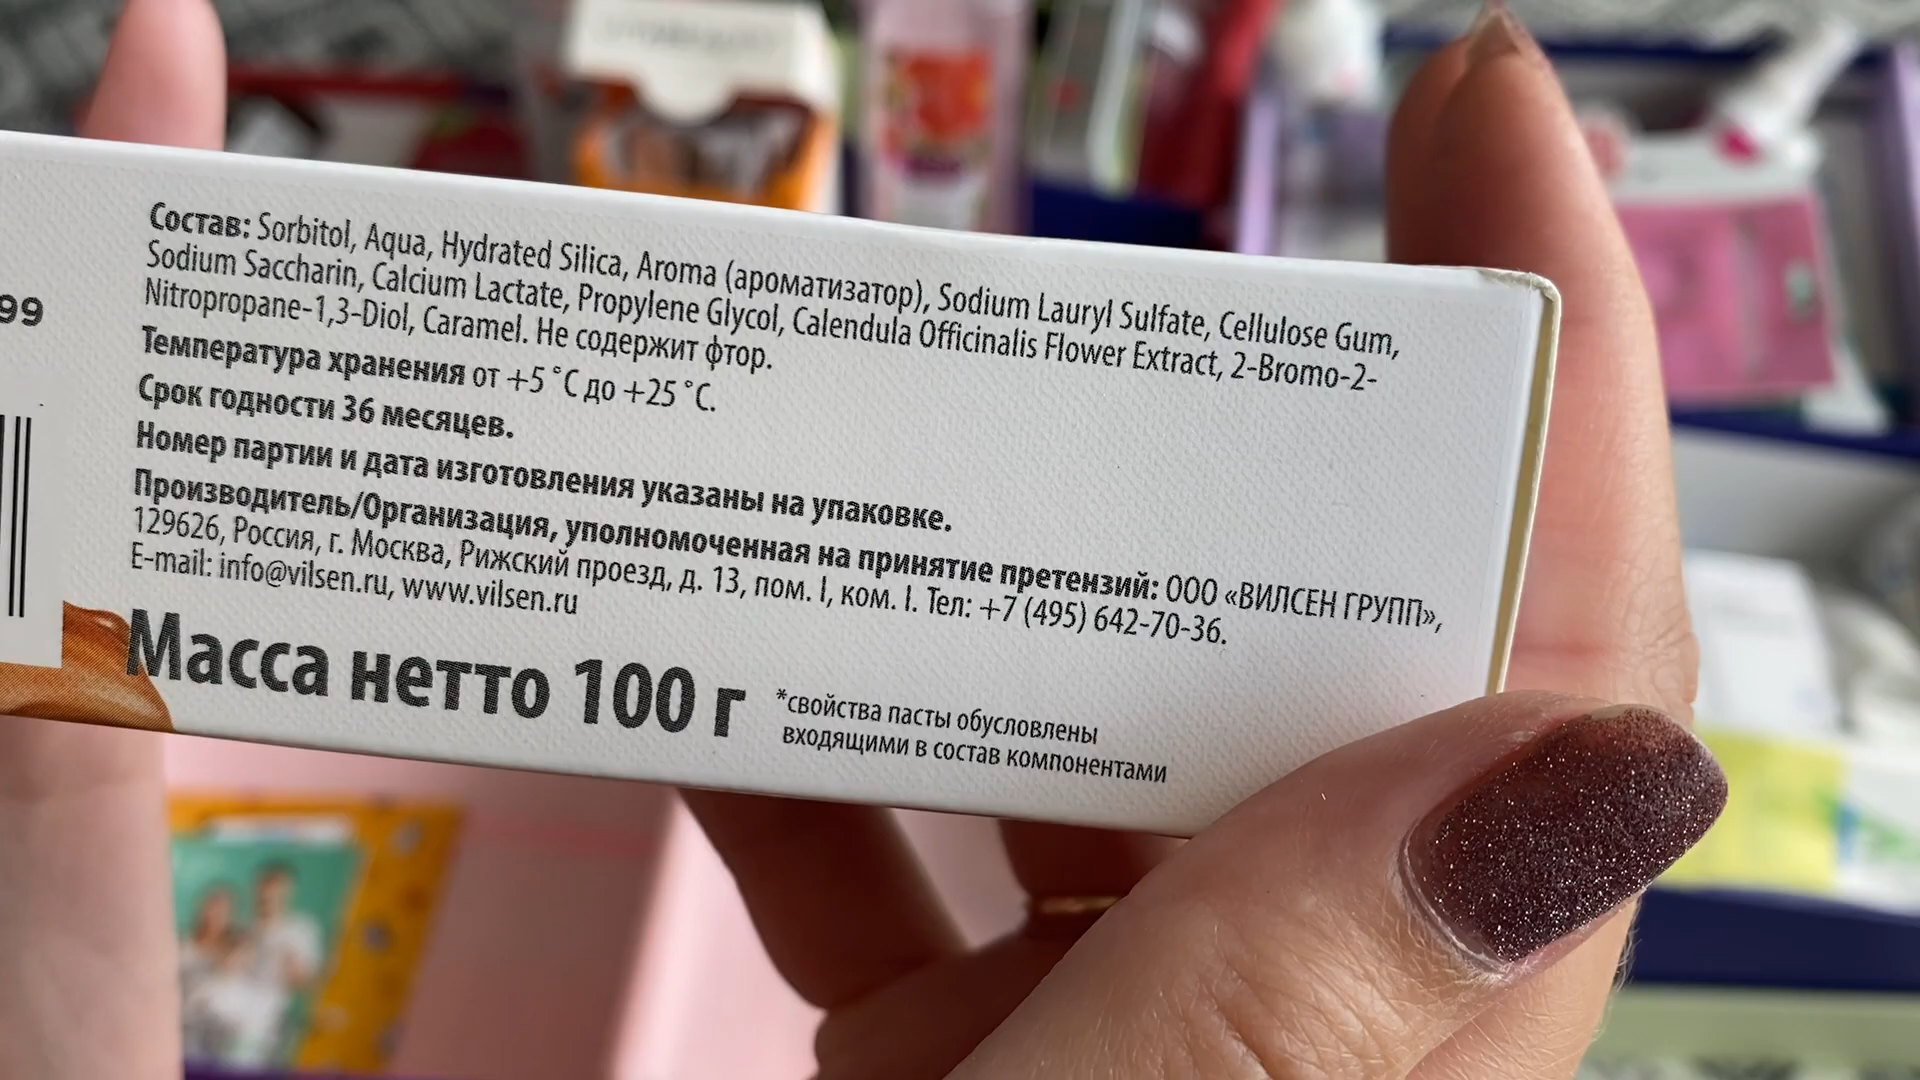 99
Состав: Sorbitol, Aqua, Hydrated Silica, Aroma (ароматизатор), Sodium Lauryl Sulfate, Cellulose Gum,
Sodium Saccharin, Calcium Lactate, Propylene Glycol, Calendula Officinalis Flower Extract, 2-Bromo-2-
Nitropropane-1,3-Diol, Caramel. Не содержит фтор.
Температура хранения от +5 °C до +25 °C.
Срок годности 36 месяцев.
Номер партии и дата изготовления указаны на упаковке.
Производитель/Организация, уполномоченная на принятие претензий: ООО «ВИЛСЕН ГРУПП»,
129626, Россия, г. Москва, Рижский проезд, д. 13, пом. I, ком. I. Тел: +7 (495) 642-70-36.
E-mail: info@vilsen.ru, www.vilsen.ru
Масса нетто 100 г
*свойства пасты обусловлены
входящими в состав компонентами